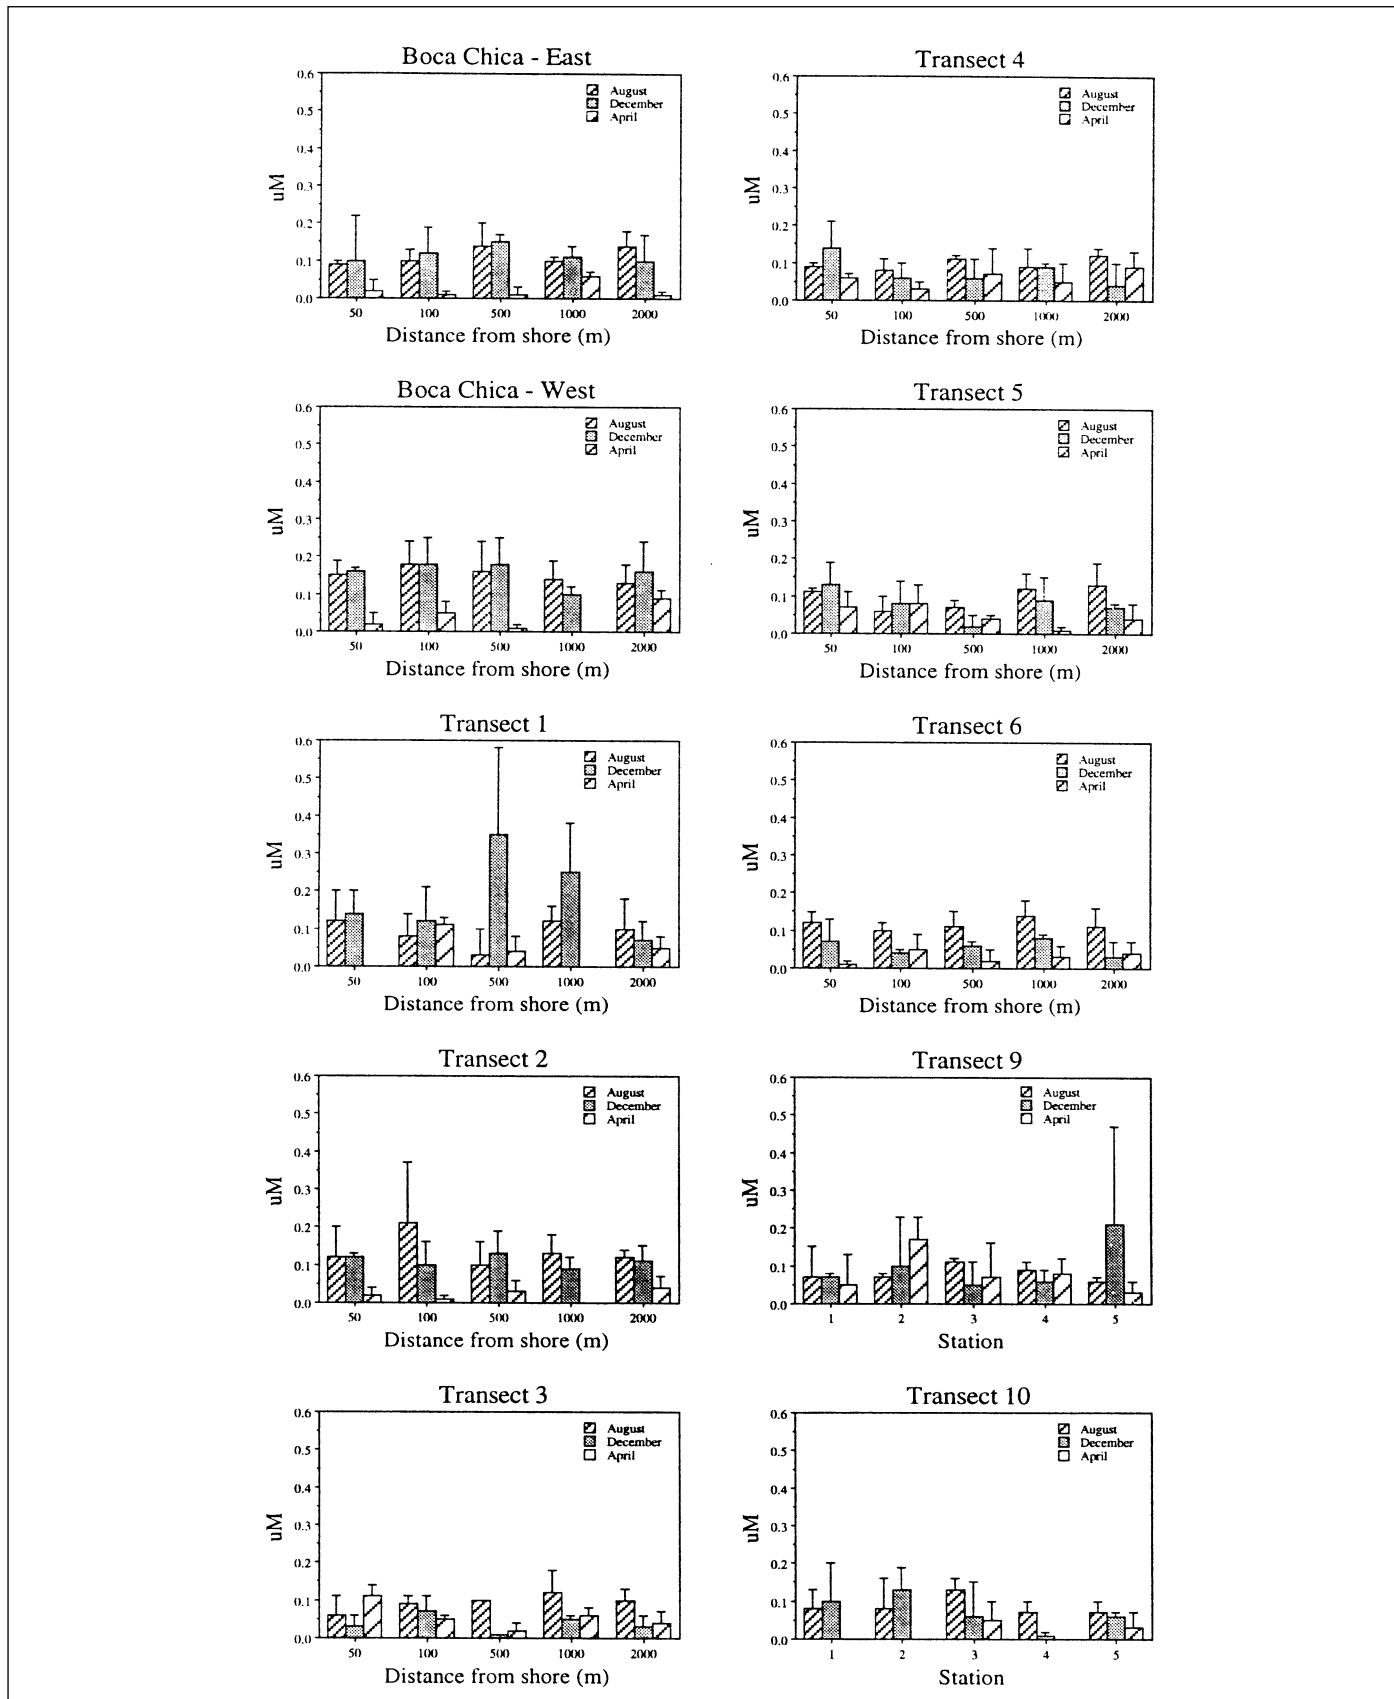 Boca Chica - East
0.6
0.5
0.4
0.3
0.2
0.1
0.0
uM
August
December
April
50 100 500 1000 2000
Distance from shore (m)
Boca Chica - West
0.6
0.5
0.4
0.3
0.2
0.1
0.0
uM
August
December
April
50 100 500 1000 2000
Distance from shore (m)
Transect 1
0.6
0.5
0.4
0.3
0.2
0.1
0.0
uM
August
December
April
50 100 500 1000 2000
Distance from shore (m)
Transect 2
0.6
0.5
0.4
0.3
0.2
0.1
0.0
uM
August
December
April
50 100 500 1000 2000
Distance from shore (m)
Transect 3
0.6
0.5
0.4
0.3
0.2
0.1
0.0
uM
August
December
April
50 100 500 1000 2000
Distance from shore (m)
Transect 4
0.6
0.5
0.4
0.3
0.2
0.1
0.0
uM
August
December
April
50 100 500 1000 2000
Distance from shore (m)
Transect 5
0.6
0.5
0.4
0.3
0.2
0.1
0.0
uM
August
December
April
50 100 500 1000 2000
Distance from shore (m)
Transect 6
0.6
0.5
0.4
0.3
0.2
0.1
0.0
uM
August
December
April
50 100 500 1000 2000
Distance from shore (m)
Transect 9
0.6
0.5
0.4
0.3
0.2
0.1
0.0
uM
August
December
April
1 2 3 4 5
Station
Transect 10
0.6
0.5
0.4
0.3
0.2
0.1
0.0
uM
August
December
April
1 2 3 4 5
Station